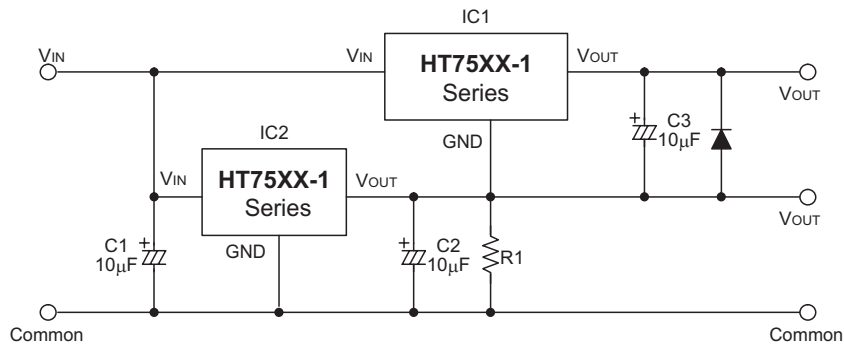 IC1
VIN
VIN
HT75XX-1
Series
VOUT
VOUT
GND
C3
10μF
IC2
VIN
HT75XX-1
Series
VOUT
VOUT
GND
C1
10μF
C2
10μF
R1
Common
Common